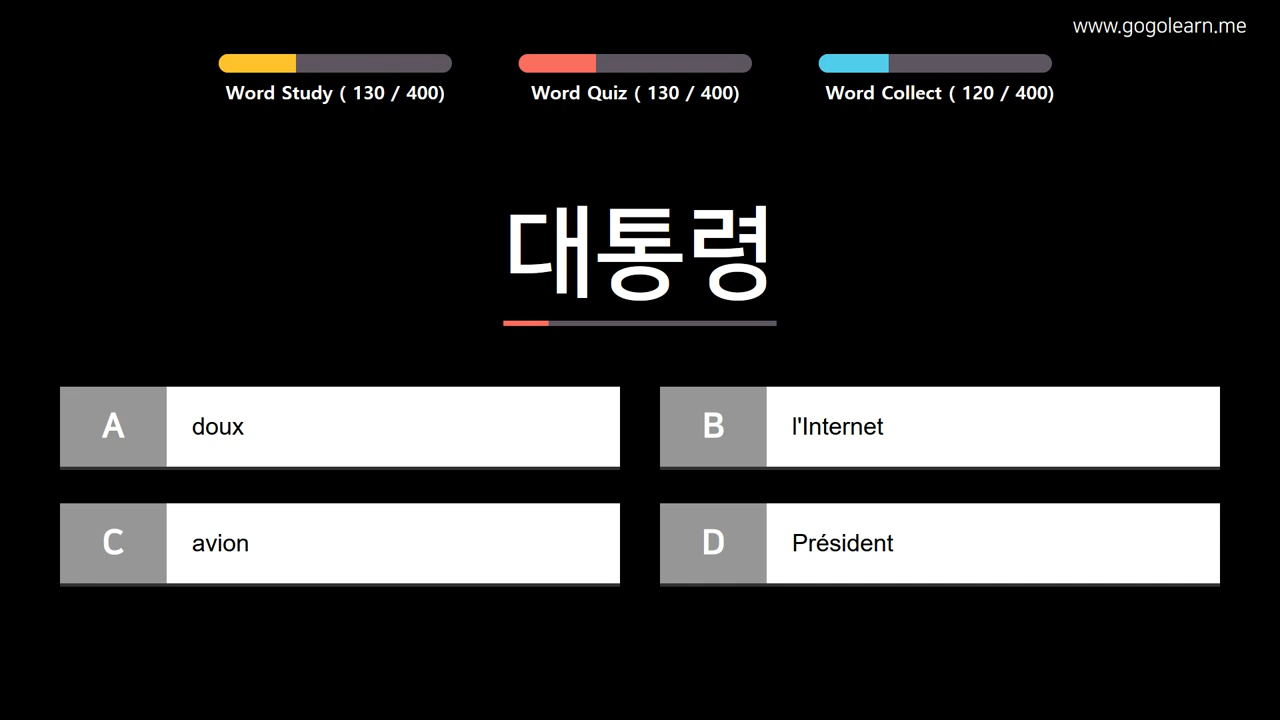 www.gogolearn.me
Word Study ( 130 / 400)
Word Quiz ( 130 / 400)
Word Collect ( 120 / 400)
대통령
A doux
B l'Internet
C avion
D Président